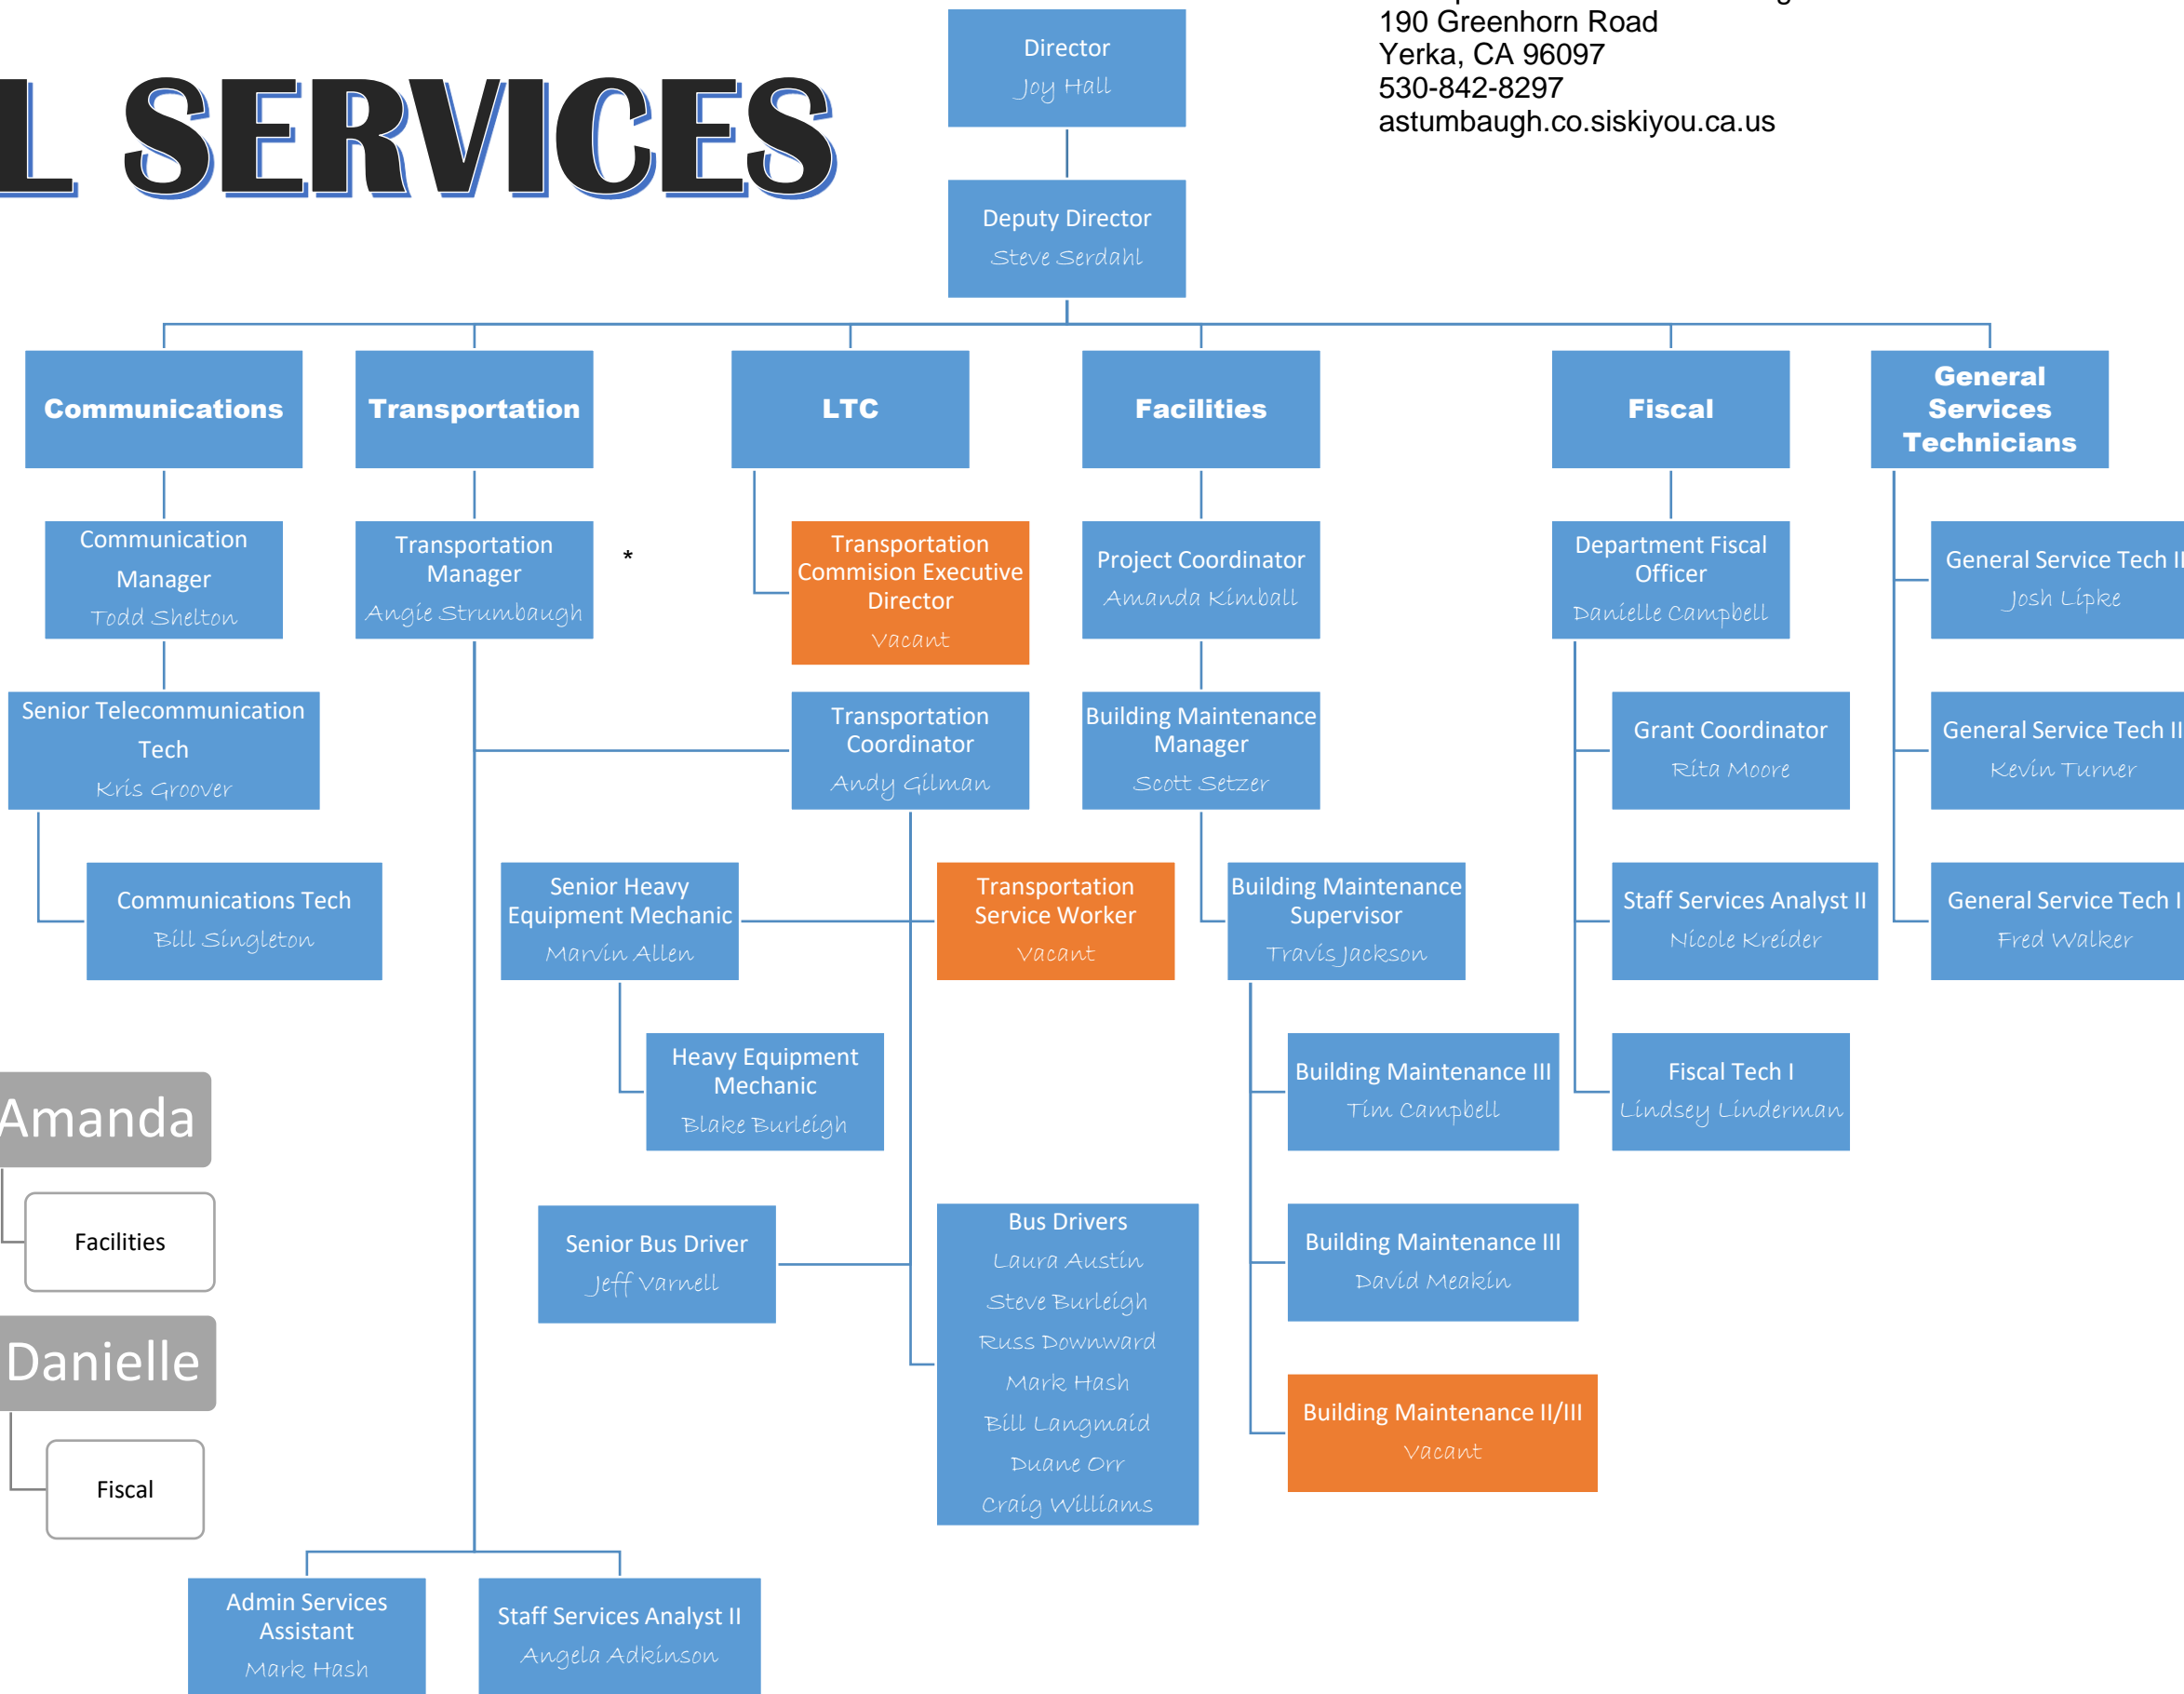 190 Greenhorn Road
Yerka, CA 96097
530-842-8297
astumbaugh.co.siskiyou.ca.us
L SERVICES
Director
Joy Hall
Deputy Director
Steve Serdahl
Communications
Transportation
LTC
Facilities
Fiscal
General
Services
Technicians
Communication
Manager
Todd Shelton
Transportation
Manager
Angie Strumbaugh
*
Transportation
Commision Executive
Director
Vacant
Project Coordinator
Amanda Kimball
Department Fiscal
Officer
Danielle Campbell
General Service Tech II
Josh Lipke
Senior Telecommunication
Tech
Kris Groover
Transportation
Coordinator
Andy Gilman
Building Maintenance
Manager
Scott Setzer
Grant Coordinator
Rita Moore
General Service Tech II
Kevin Turner
Communications Tech
Bill Singleton
Senior Heavy
Equipment Mechanic
Marvin Allen
Transportation
Service Worker
Vacant
Building Maintenance
Supervisor
Travis Jackson
Staff Services Analyst II
Nicole Kreider
General Service Tech I
Fred Walker
Heavy Equipment
Mechanic
Blake Burleigh
Building Maintenance III
Tim Campbell
Fiscal Tech I
Lindsey Linderman
Amanda
Facilities
Senior Bus Driver
Jeff Varnell
Bus Drivers
Laura Austin
Steve Burleigh
Russ Downward
Mark Hash
Bill Langmaid
Duane Orr
Craig Williams
Building Maintenance III
David Meakin
Danielle
Fiscal
Building Maintenance II/III
Vacant
Admin Services
Assistant
Mark Hash
Staff Services Analyst II
Angela Adkinson